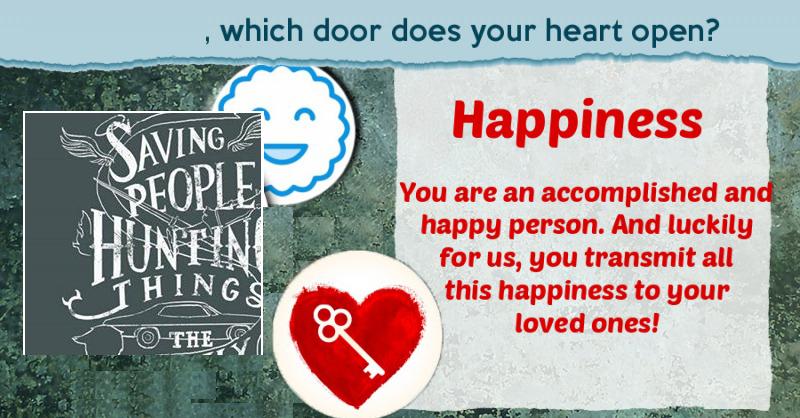 , which door does your heart open?
SAVING
PEOPLE
HUNTIN
THINGS
THE
Happiness
You are an accomplished and
happy person. And luckily
for us, you transmit all
this happiness to your
loved ones!